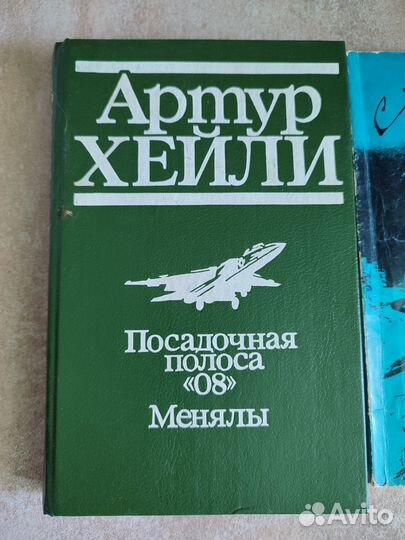 Артур
ХЕЙЛИ
Посадочная
полоса
«08»
Менялы
Avito